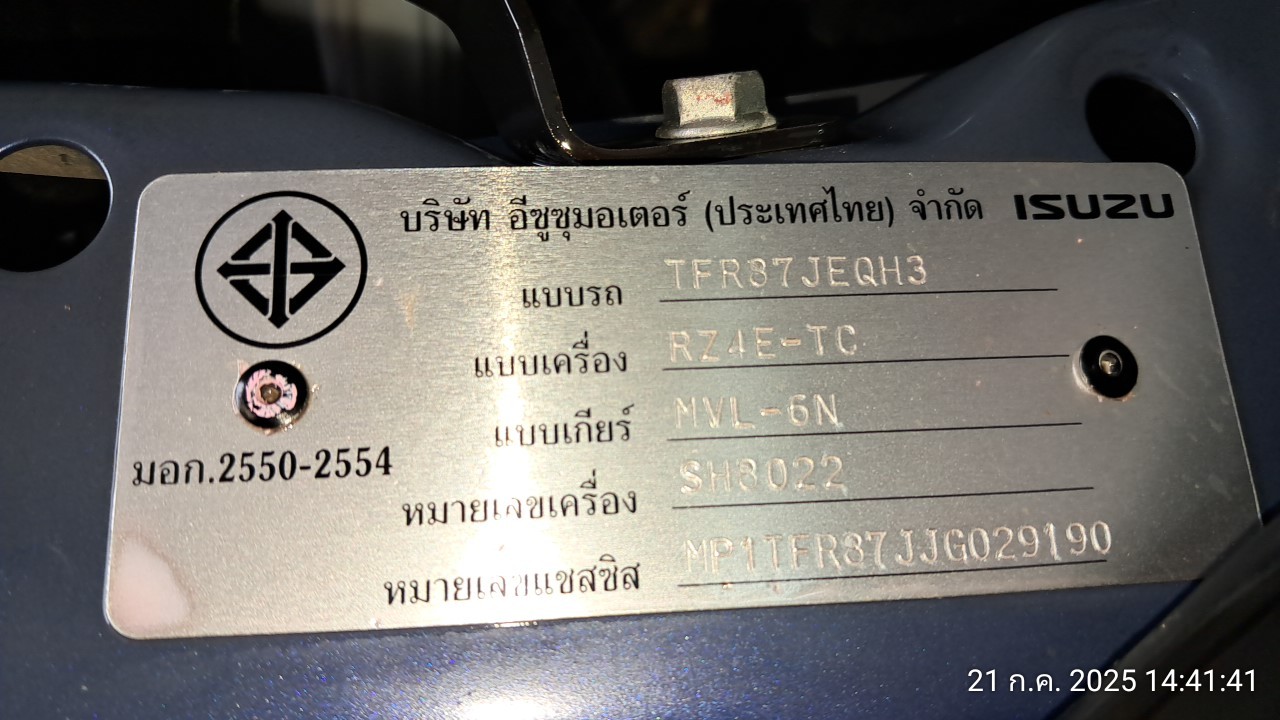 บริษัท อีซูซุมอเตอร์ (ประเทศไทย) จำกัด ISUZU
แบบรถ TFR87JEQH3
แบบเครื่อง RZ4E-TC
แบบเกียร์ MVL-6N
มอก.2550-2554
หมายเลขเครื่อง SH8022
หมายเลขแชสซิส MP1TFR87JJG029190
21 ก.ค. 2025 14:41:41